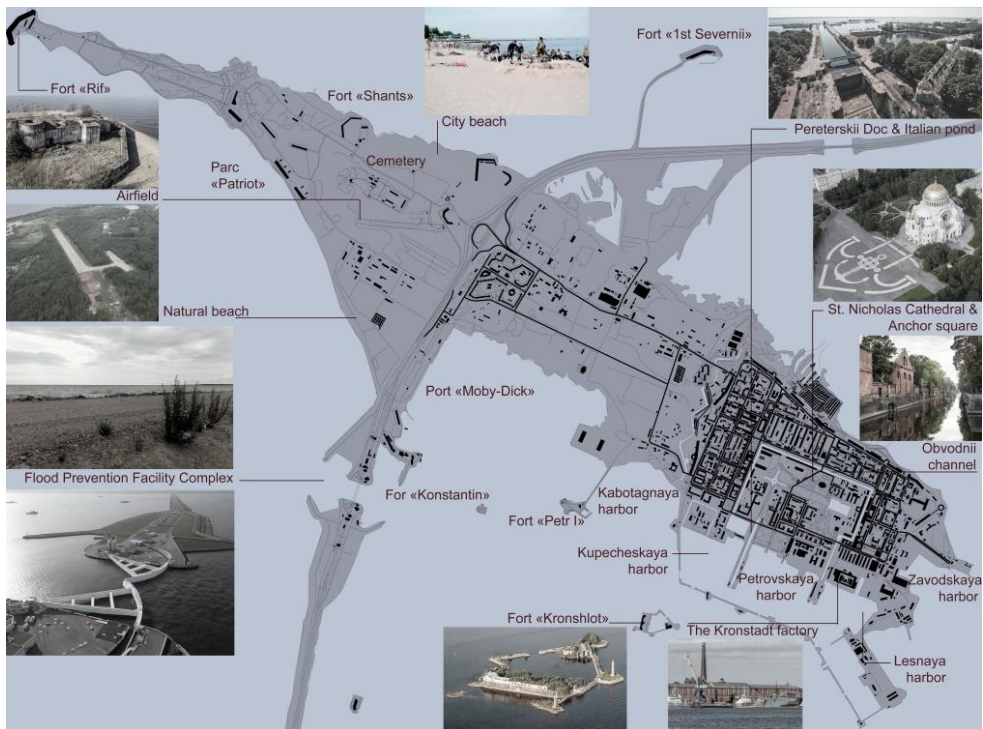 Fort «1st Severnii»
Fort «Rif»
Fort «Shants»
City beach
Pereterskii Doc & Italian pond
Cemetery
Parc
«Patriot»
Airfield
Natural beach
St. Nicholas Cathedral &
Anchor square
Port «Moby-Dick»
Obvodnii
channel
Flood Prevention Facility Complex
For «Konstantin»
Kabotagnaya
harbor
Fort «Petr I»
Kupecheskaya
harbor
Petrovskaya
harbor
Zavodskaya
harbor
Fort «Kronshlot»
The Kronstadt factory
Lesnaya
harbor